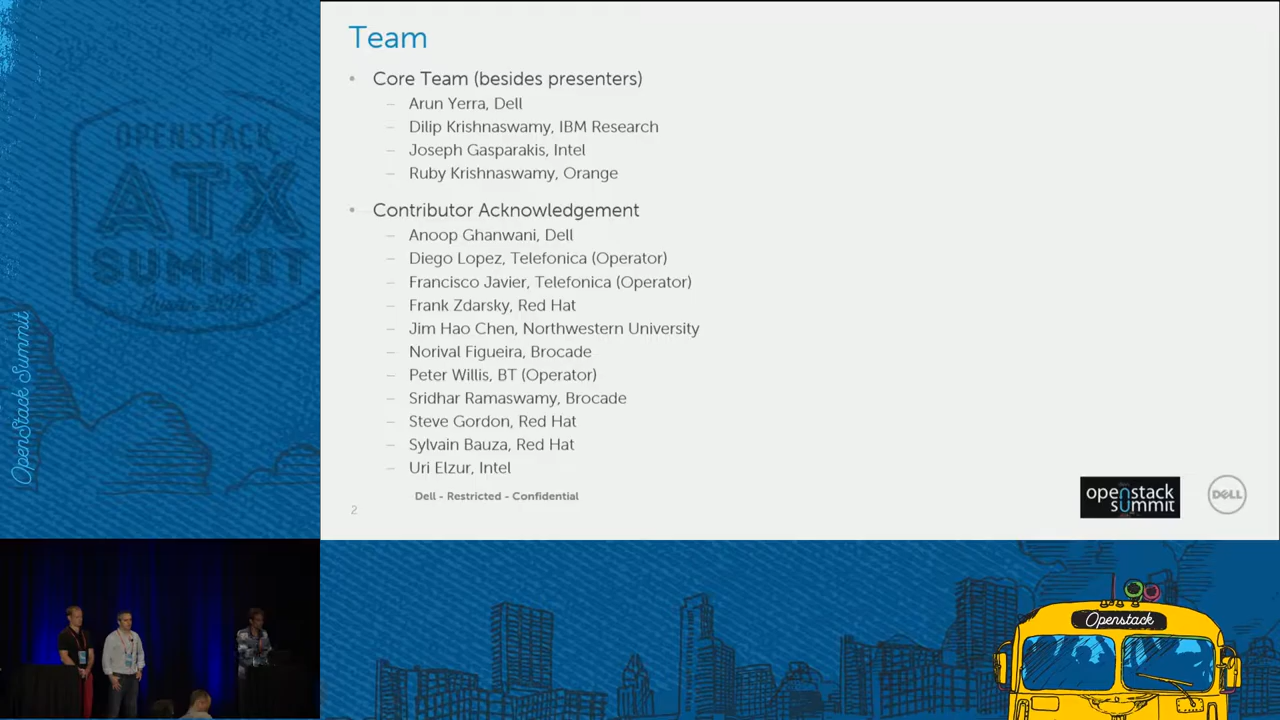 Team
• Core Team (besides presenters)
– Arun Yerra, Dell
– Dilip Krishnaswamy, IBM Research
– Joseph Gasparakis, Intel
– Ruby Krishnaswamy, Orange
• Contributor Acknowledgement
– Anoop Ghanwani, Dell
– Diego Lopez, Telefonica (Operator)
– Francisco Javier, Telefonica (Operator)
– Frank Zdarsky, Red Hat
– Jim Hao Chen, Northwestern University
– Norival Figueira, Brocade
– Peter Willis, BT (Operator)
– Sridhar Ramaswamy, Brocade
– Steve Gordon, Red Hat
– Sylvain Bauza, Red Hat
– Uri Elzur, Intel
Dell - Restricted - Confidential
2
openstack
summit
DELL
OPENSTACK
ATX
SUMMIT
OpenStack Summit
Openstack